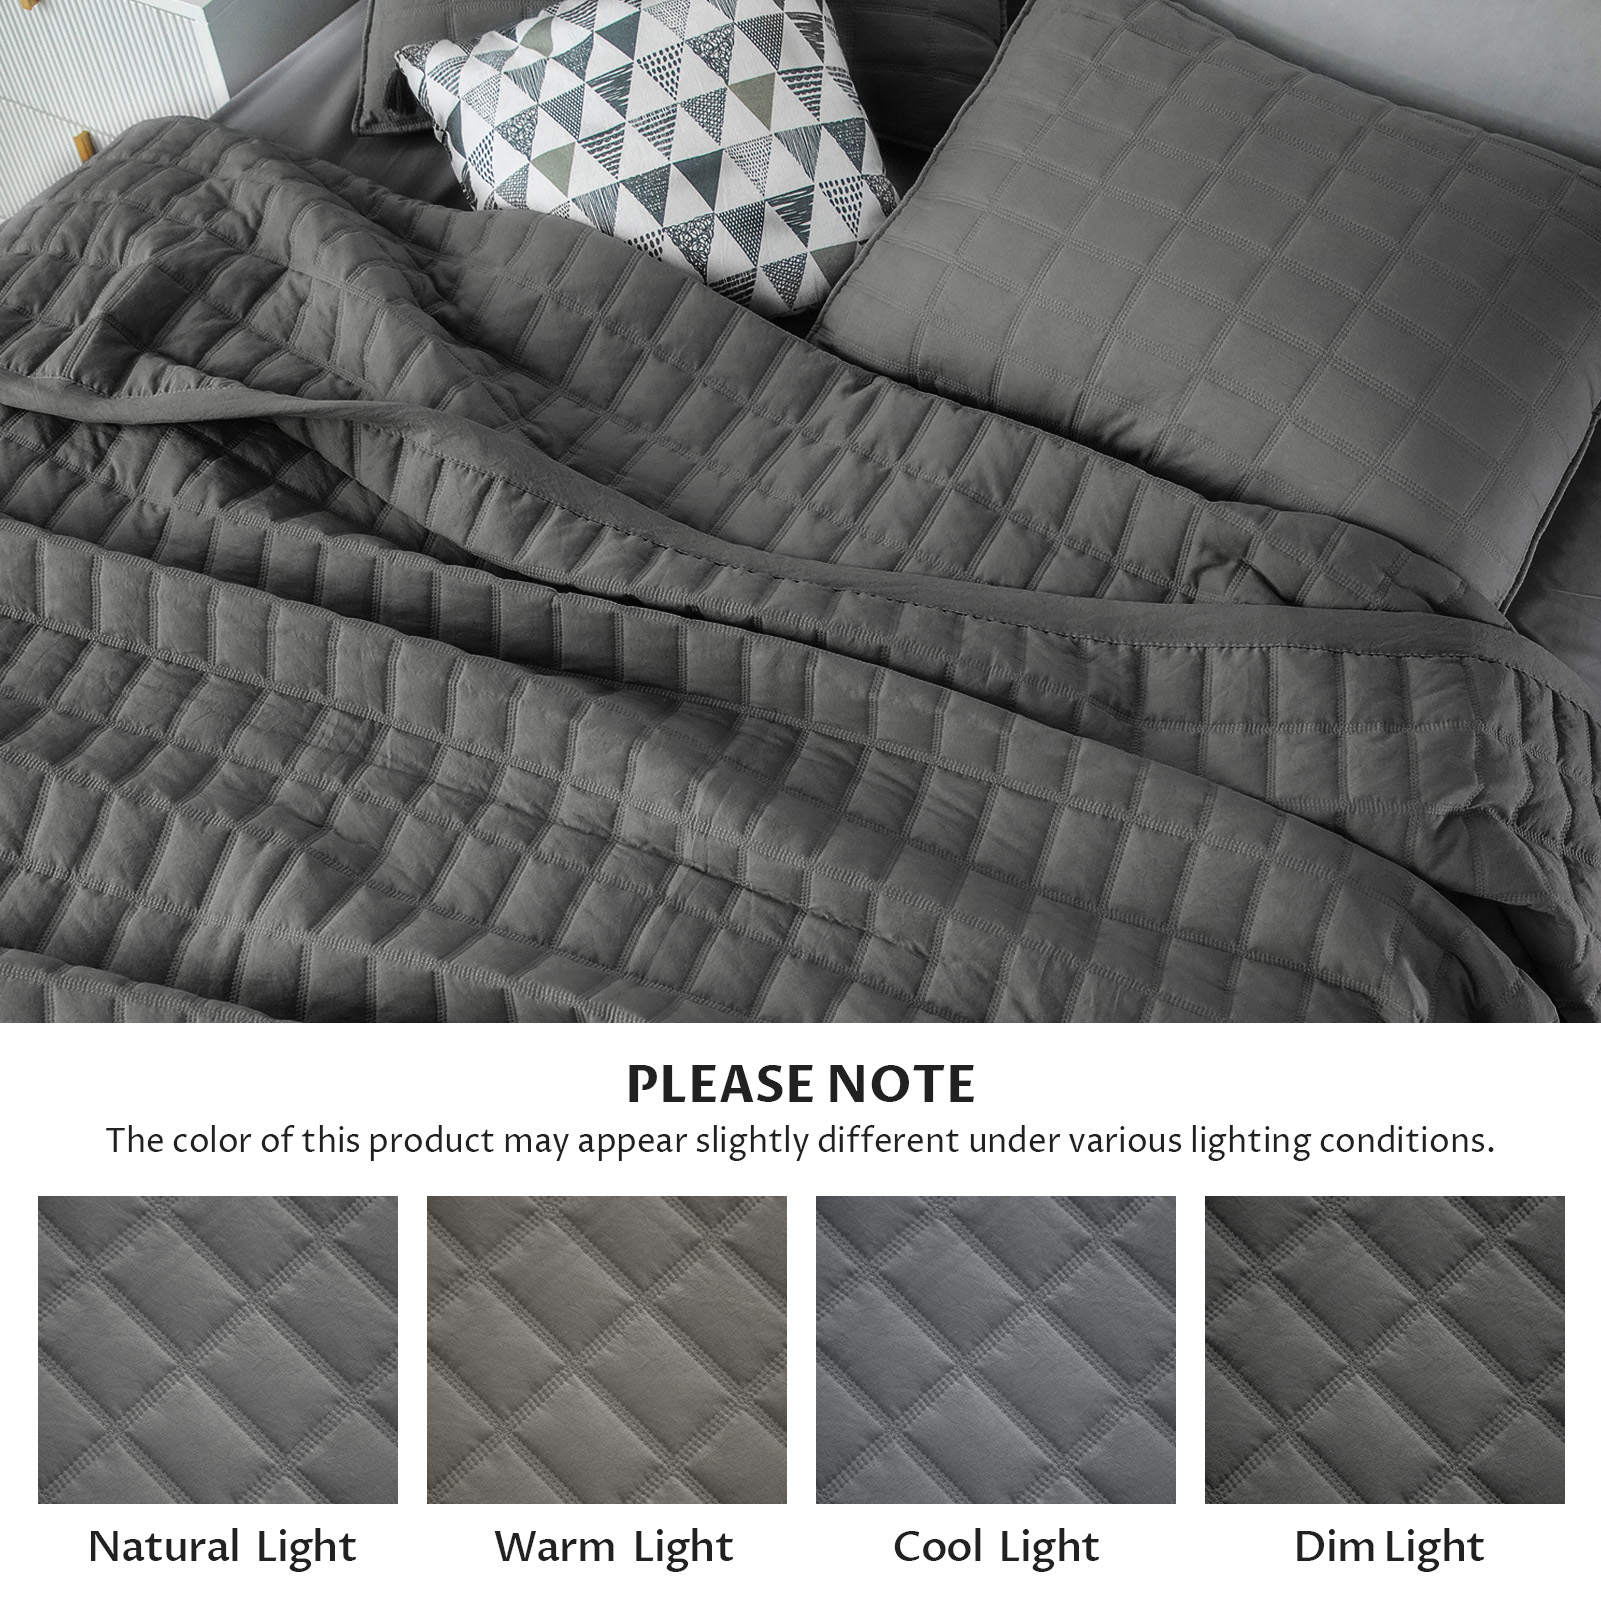 PLEASE NOTE
The color of this product may appear slightly different under various lighting conditions.
Natural Light
Warm Light
Cool Light
Dim Light